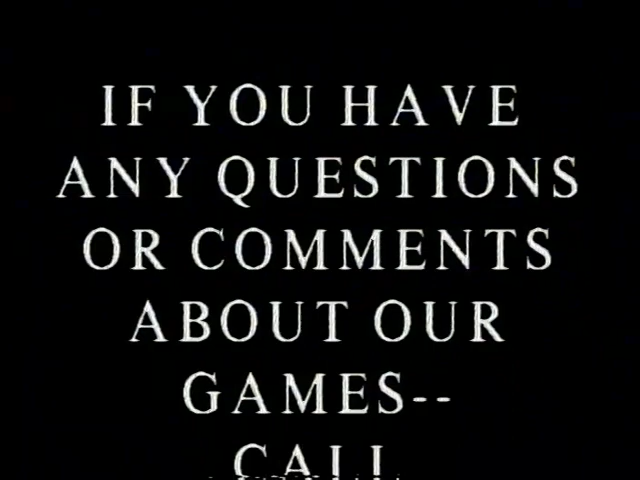 IF YOU HAVE
ANY QUESTIONS
OR COMMENTS
ABOUT OUR
GAMES--
CALL